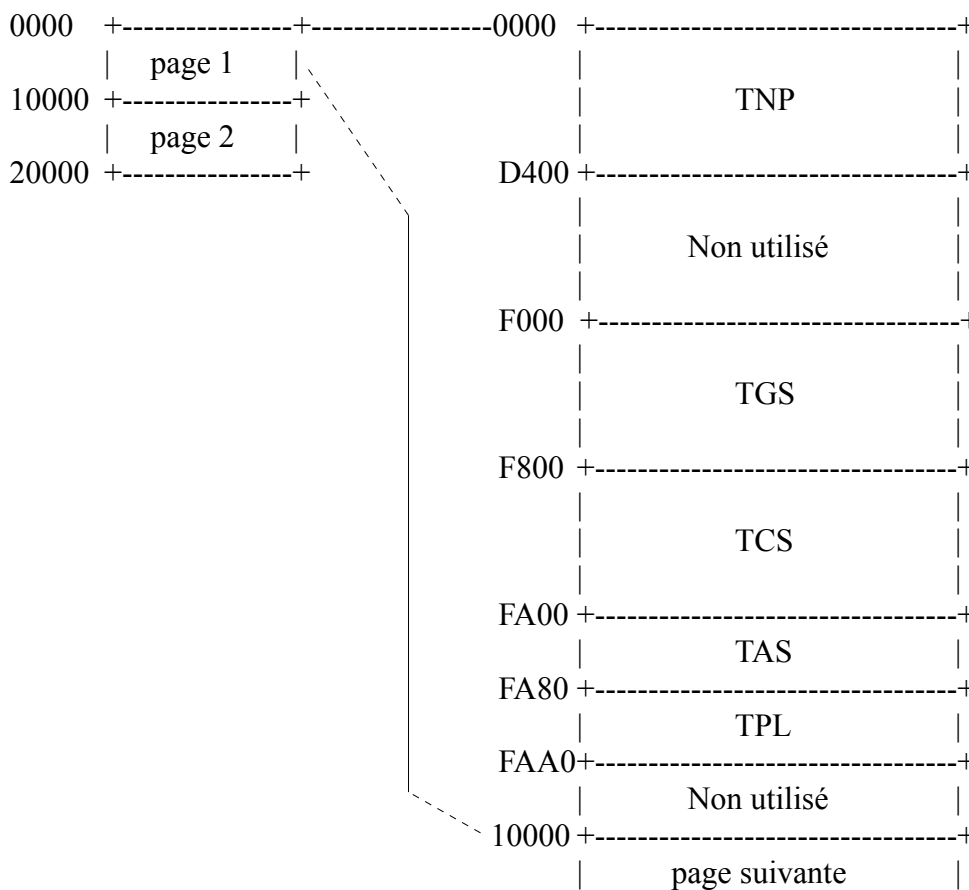 0000 +----------------+-----------------0000 +----------------------------------+
| page 1 | | |
10000 +----------------+ | TNP |
| page 2 | | |
20000 +----------------+ D400 +----------------------------------+
| |
| Non utilisé |
| |
F000 +----------------------------------+
| |
| TGS |
| |
F800 +----------------------------------+
| |
| TCS |
| |
FA00 +----------------------------------+
| TAS |
FA80 +----------------------------------+
| TPL |
FAA0+----------------------------------+
| Non utilisé |
10000 +----------------------------------+
| page suivante |